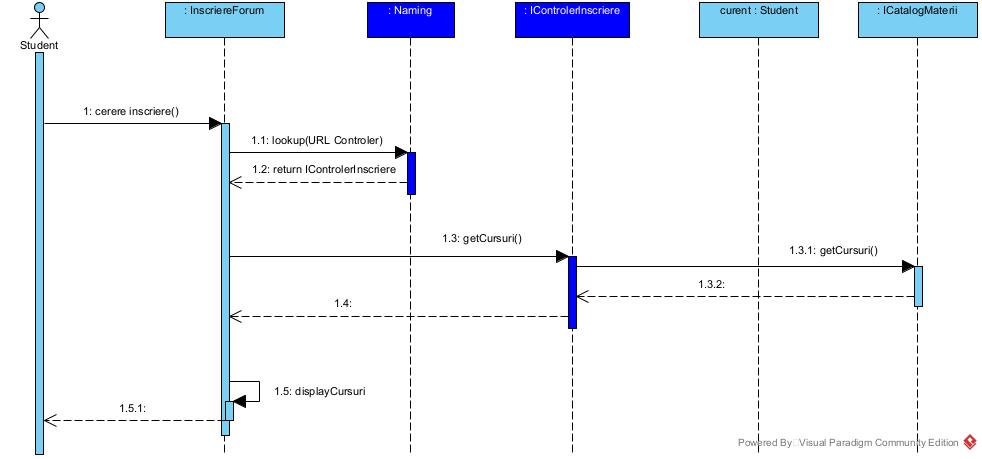 : InscriereForum
: Naming
: IControlerInscriere
curent : Student
: ICatalogMaterii
Student
1: cerere inscriere()
1.1: lookup(URL Controler)
1.2: return IControlerInscriere
1.3: getCursuri()
1.3.1: getCursuri()
1.3.2:
1.4:
1.5: displayCursuri
1.5.1:
Powered By Visual Paradigm Community Edition